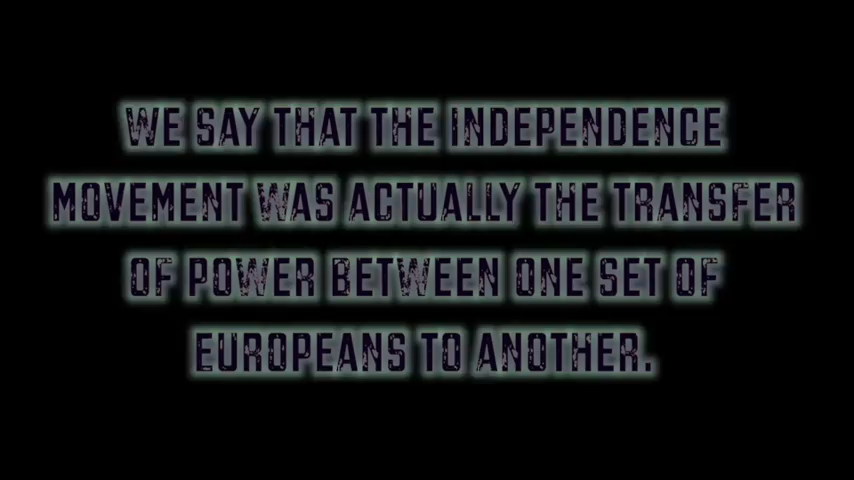 WE SAY THAT THE INDEPENDENCE
MOVEMENT WAS ACTUALLY THE TRANSFER
OF POWER BETWEEN ONE SET OF
EUROPEANS TO ANOTHER.